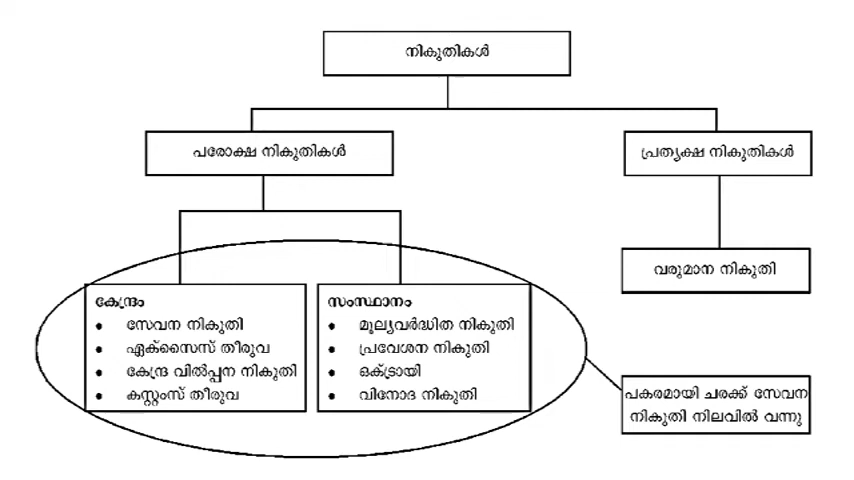 നികുതികൾ
പരോക്ഷ നികുതികൾ
പ്രത്യക്ഷ നികുതികൾ
വരുമാന നികുതി
കേന്ദ്രം
• സേവന നികുതി
• ഏക്സൈസ് തീരുവ
• കേന്ദ്ര വിൽപ്പന നികുതി
• കസ്റ്റംസ് തീരുവ
സംസ്ഥാനം
• മൂല്യവർദ്ധിത നികുതി
• പ്രവേശന നികുതി
• ഒക്ട്രായി
• വിനോദ നികുതി
പകരമായി ചരക്ക് സേവന
നികുതി നിലവിൽ വന്നു